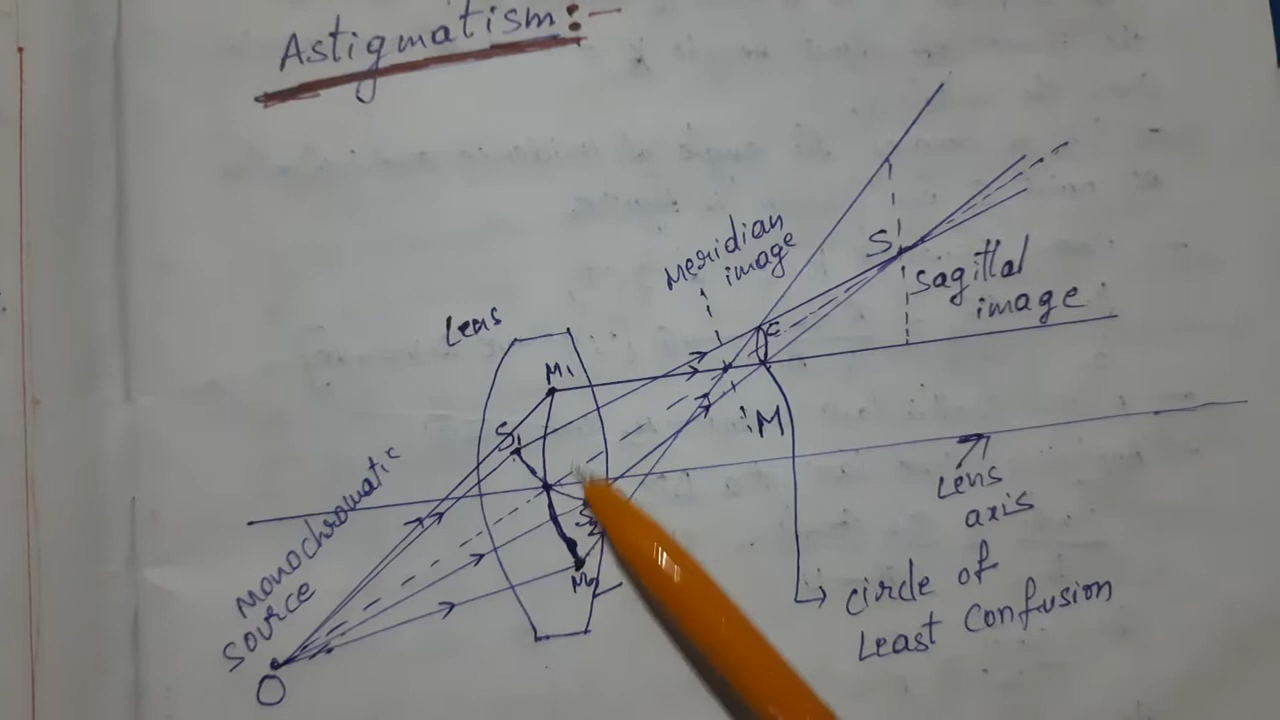 Astigmatism:-
Meridian
image
S
Sagittal
image
Lens
M1
C
S1
M
Lens
axis
S2
M2
Monochromatic
source
O
circle of
Least confusion